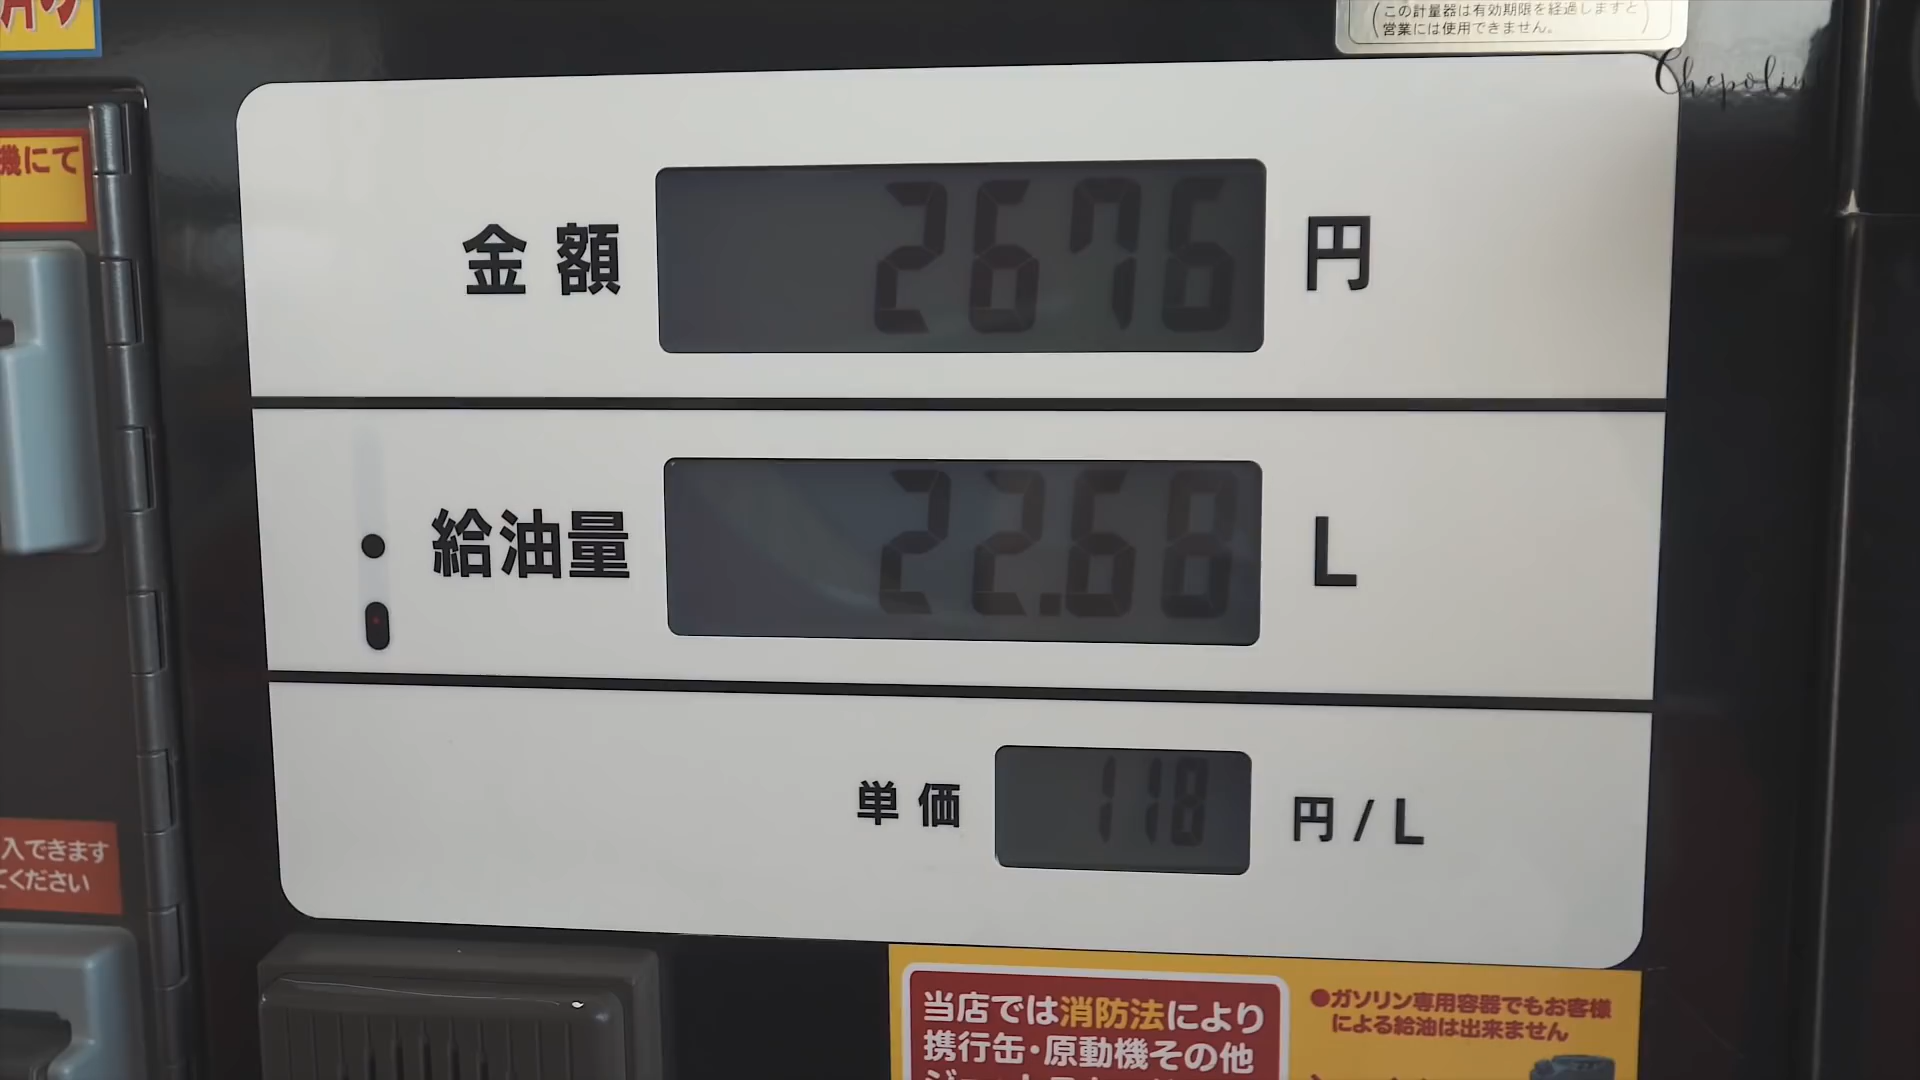 この計量器は有効期限を経過しますと
営業には使用できません。
Chepolin
機にて
金額 2676 円
給油量 22.68 L
単価 118 円/L
入できます
てください
当店では消防法により
携行缶・原動機その他
●ガソリン専用容器でもお客様
による給油は出来ません